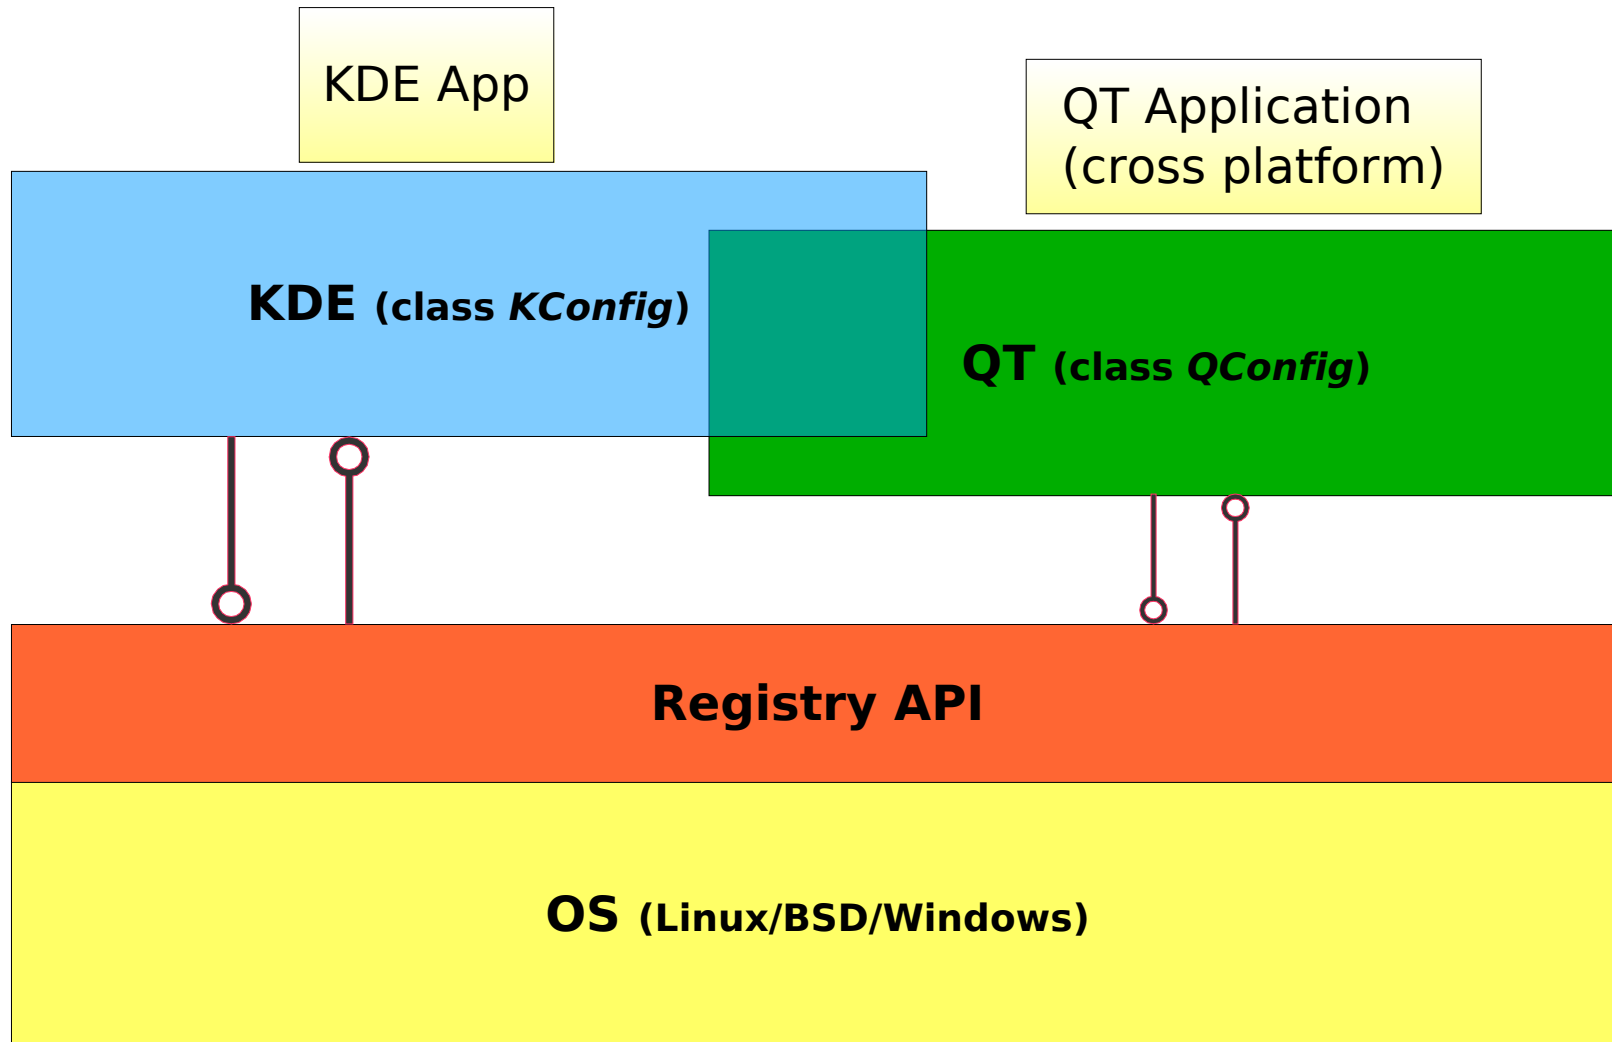 KDE App
QT Application
(cross platform)
KDE (class KConfig)
QT (class QConfig)
Registry API
OS (Linux/BSD/Windows)